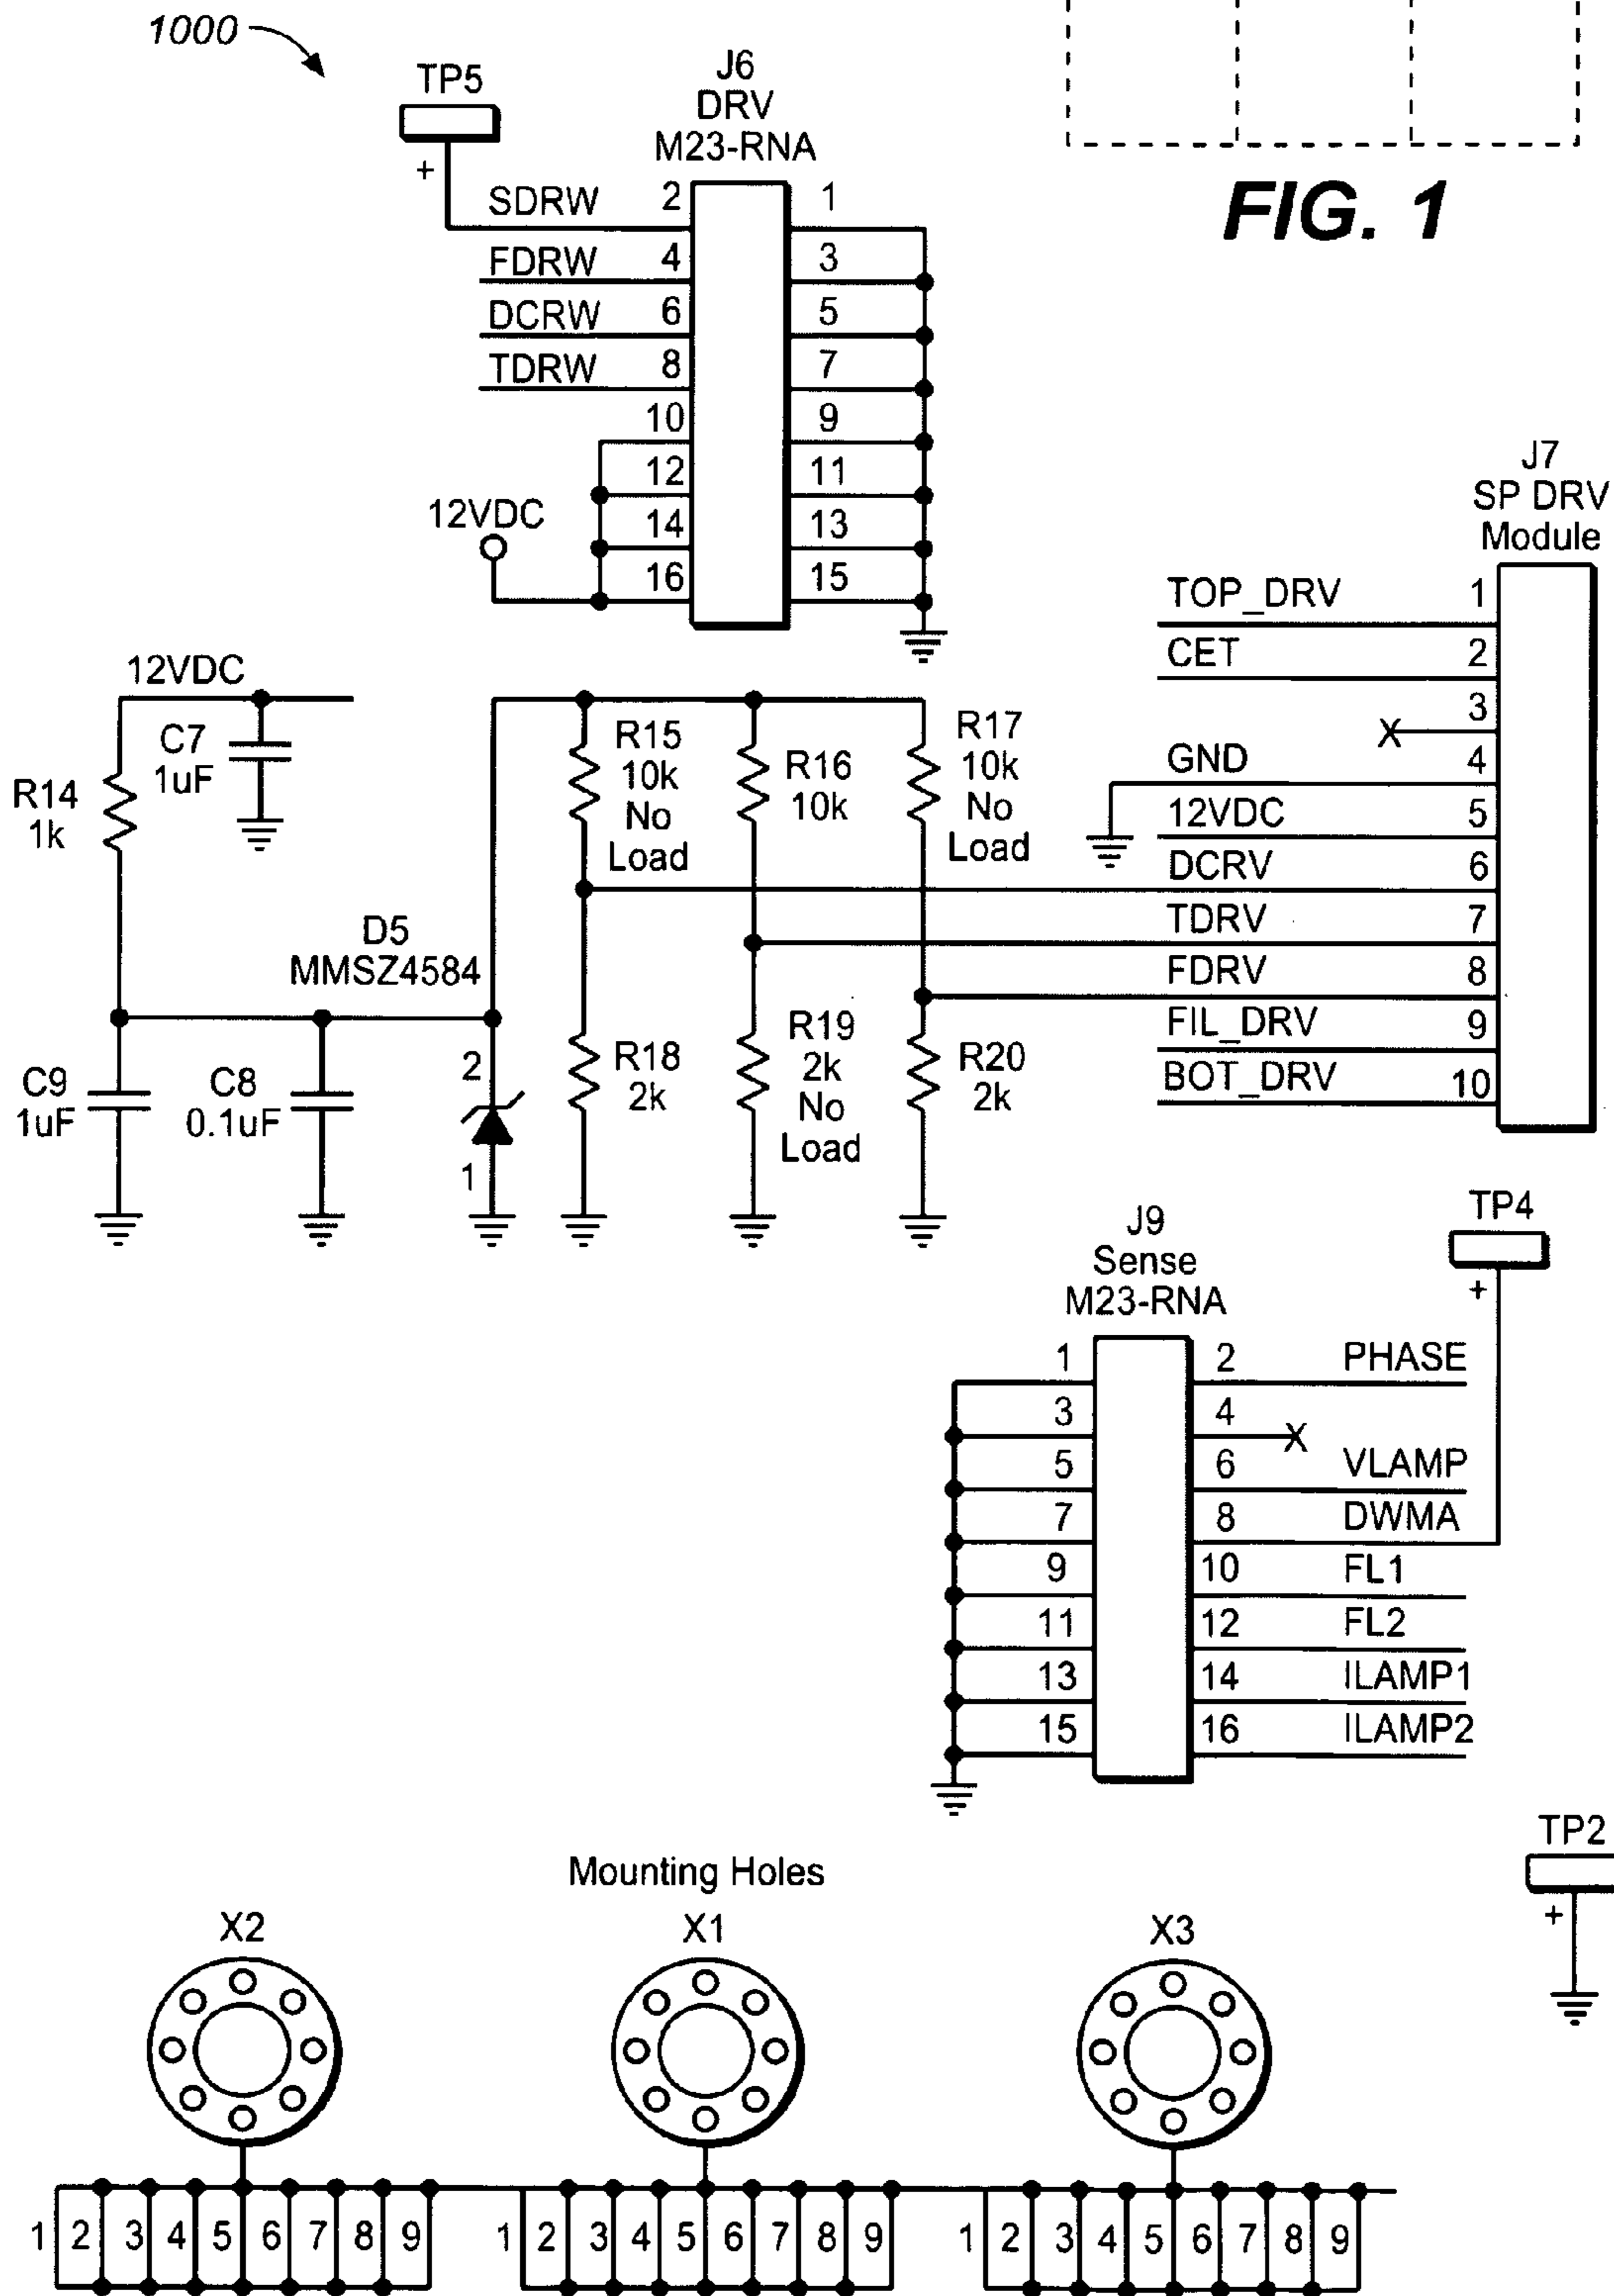 1000
TP5
+
J6
DRV
M23-RNA
FIG. 1
SDRW 2 1
FDRW 4 3
DCRW 6 5
TDRW 8 7
10 9
12 11
12VDC
14 13
16 15
J7
SP DRV
Module
TOP_DRV 1
CET 2
X 3
GND 4
12VDC 5
DCRV 6
TDRV 7
FDRV 8
FIL_DRV 9
BOT_DRV 10
12VDC
C7
1uF
R14
1k
R15
10k
No
Load
R16
10k
R17
10k
No
Load
D5
MMSZ4584
2
1
C9
1uF
C8
0.1uF
R18
2k
R19
2k
No
Load
R20
2k
J9
Sense
M23-RNA
TP4
+
1 2 PHASE
3 4 X
5 6 VLAMP
7 8 DWMA
9 10 FL1
11 12 FL2
13 14 ILAMP1
15 16 ILAMP2
TP2
+
Mounting Holes
X2 X1 X3
1 2 3 4 5 6 7 8 9 1 2 3 4 5 6 7 8 9 1 2 3 4 5 6 7 8 9